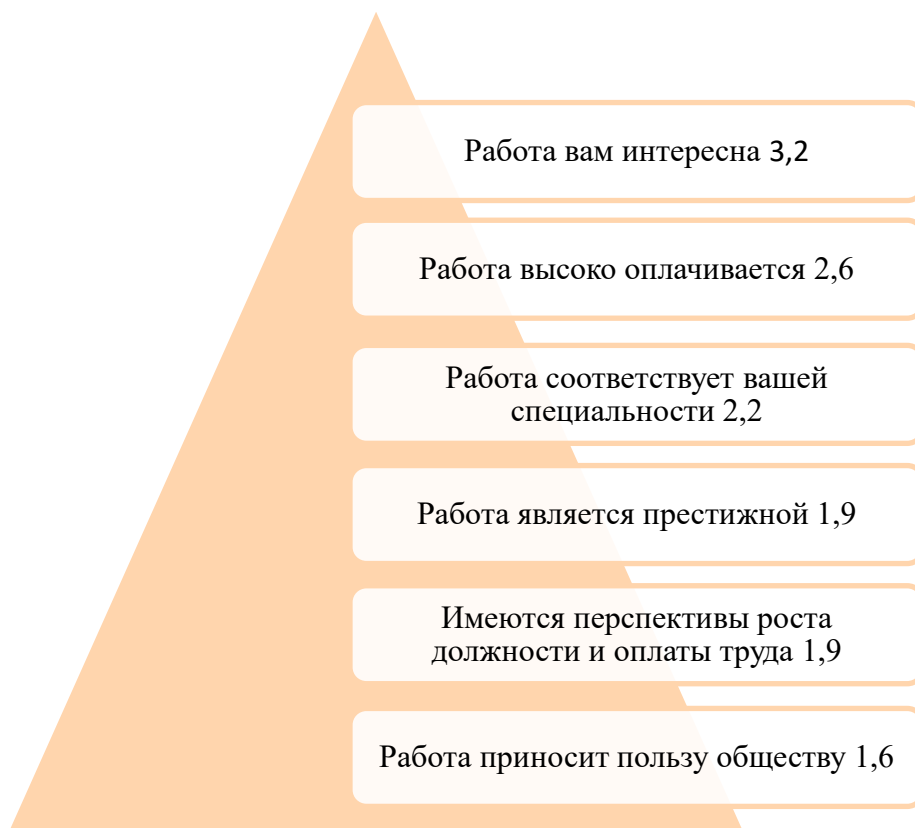 Работа вам интересна 3,2
Работа высоко оплачивается 2,6
Работа соответствует вашей
специальности 2,2
Работа является престижной 1,9
Имеются перспективы роста
должности и оплаты труда 1,9
Работа приносит пользу обществу 1,6